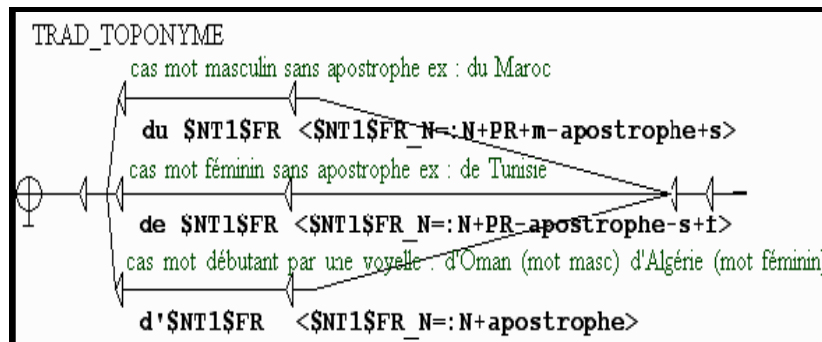 TRAD_TOPONYME
cas mot masculin sans apostrophe ex : du Maroc
du $NT1$FR <$NT1$FR_N=:N+PR+m-apostrophe+s>
cas mot féminin sans apostrophe ex : de Tunisie
de $NT1$FR <$NT1$FR_N=:N+PR-apostrophe-s+f>
cas mot débutant par une voyelle : d'Oman (mot masc) d'Algérie (mot féminin)
d'$NT1$FR <$NT1$FR_N=:N+apostrophe>